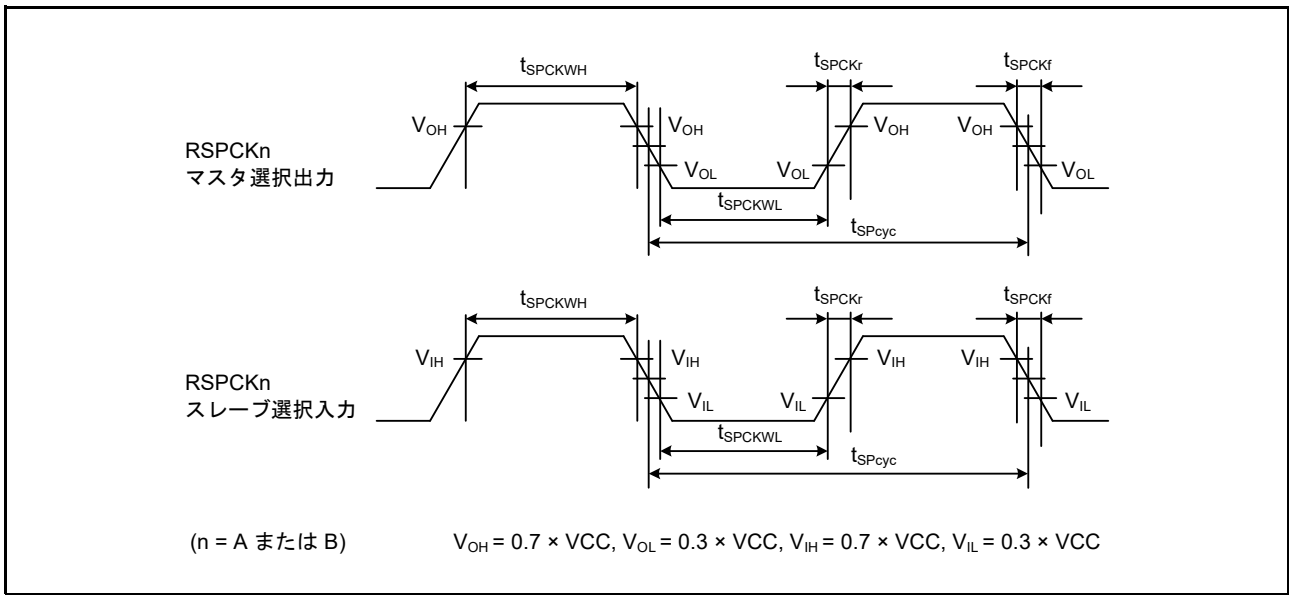 tSPCKWH
tSPCKr
tSPCKf
VOH
VOH
VOH
VOH
RSPCKn
マスタ選択出力
VOL
VOL
VOL
tSPCKWL
tSPcyc
tSPCKWH
tSPCKr
tSPCKf
VIH
VIH
VIH
VIH
RSPCKn
スレーブ選択入力
VIL
VIL
VIL
tSPCKWL
tSPcyc
(n = A または B)
VOH = 0.7 × VCC, VOL = 0.3 × VCC, VIH = 0.7 × VCC, VIL = 0.3 × VCC